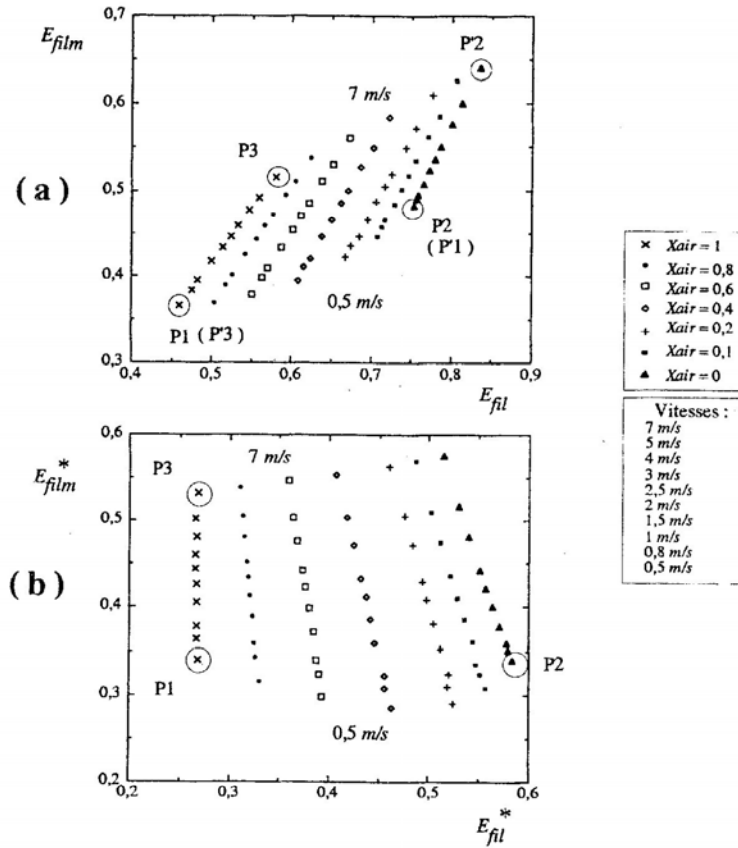 (a)
E_film
0,7
0,6
0,5
0,4
0,3
P'2
7 m/s
P3
P2
(P'1)
0,5 m/s
P1 (P'3)
0,4 0,5 0,6 0,7 0,8 0,9
E_fil
Xair = 1
Xair = 0,8
Xair = 0,6
Xair = 0,4
Xair = 0,2
Xair = 0,1
Xair = 0
Vitesses :
7 m/s
5 m/s
4 m/s
3 m/s
2,5 m/s
2 m/s
1,5 m/s
1 m/s
0,8 m/s
0,5 m/s
(b)
E_film*
0,6
0,5
0,4
0,3
0,2
P3
7 m/s
P1
P2
0,5 m/s
0,2 0,3 0,4 0,5 0,6
E_fil*